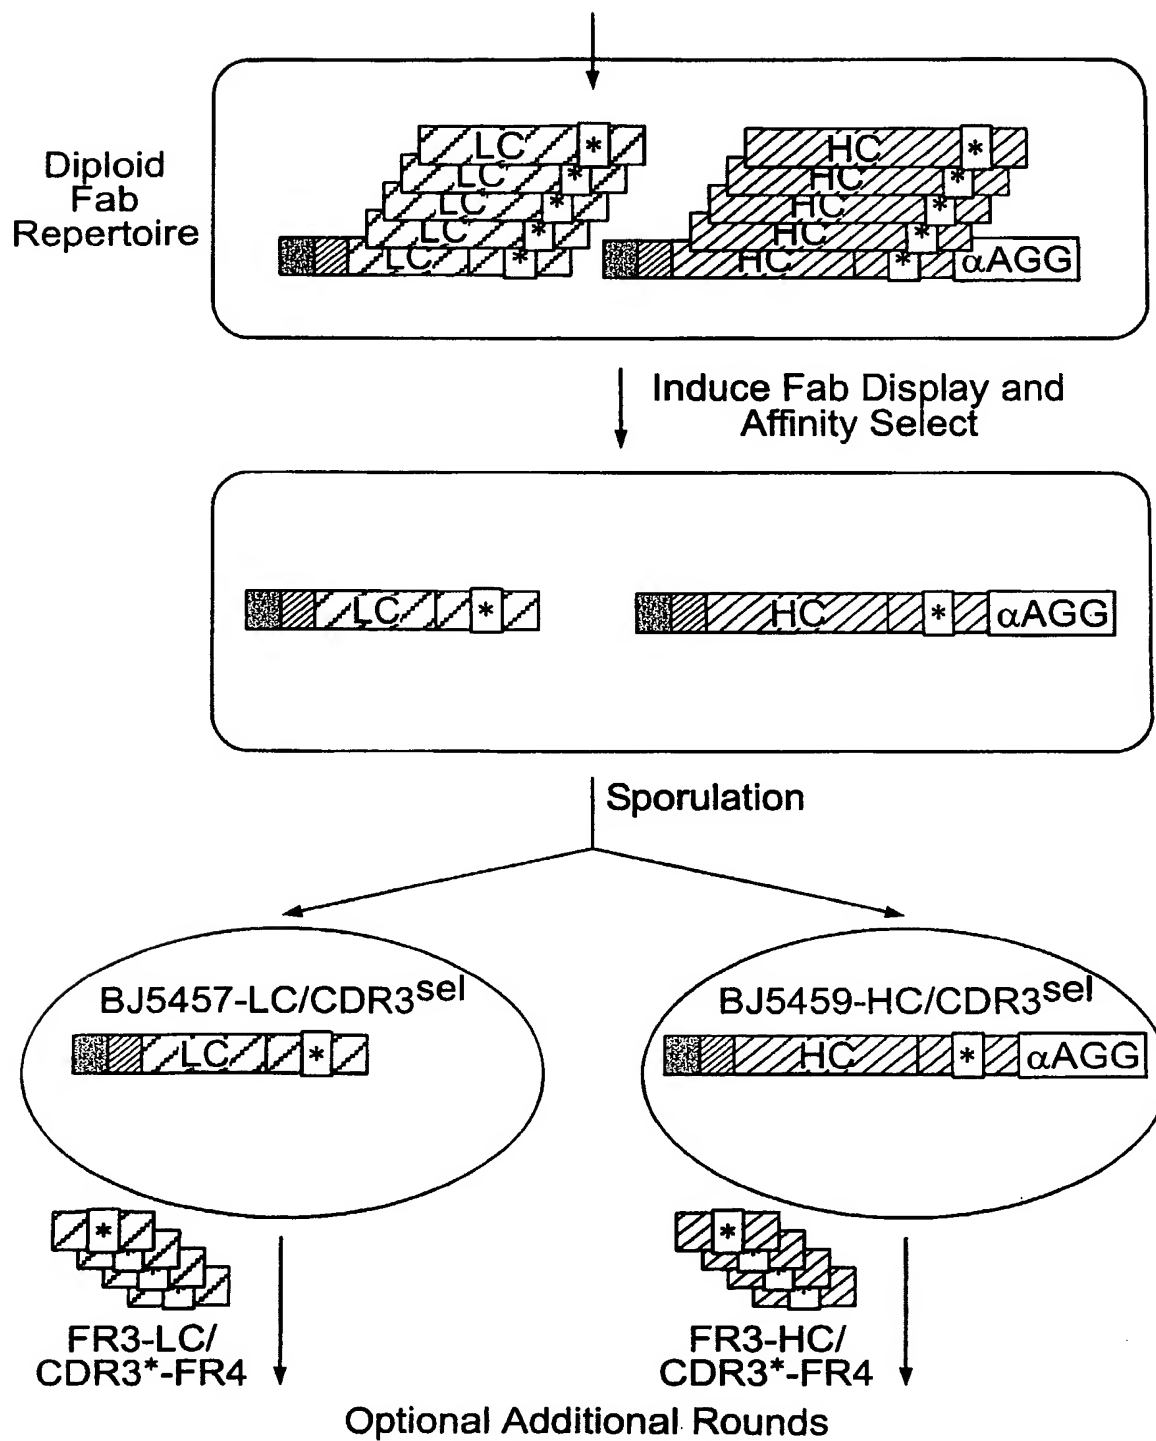 Diploid
Fab
Repertoire
LC *
LC *
LC *
LC *
LC *
HC *
HC *
HC *
HC *
HC * αAGG
Induce Fab Display and
Affinity Select
LC *
HC * αAGG
Sporulation
BJ5457-LC/CDR3sel
LC *
BJ5459-HC/CDR3sel
HC * αAGG
*
FR3-LC/
CDR3*-FR4
*
FR3-HC/
CDR3*-FR4
Optional Additional Rounds